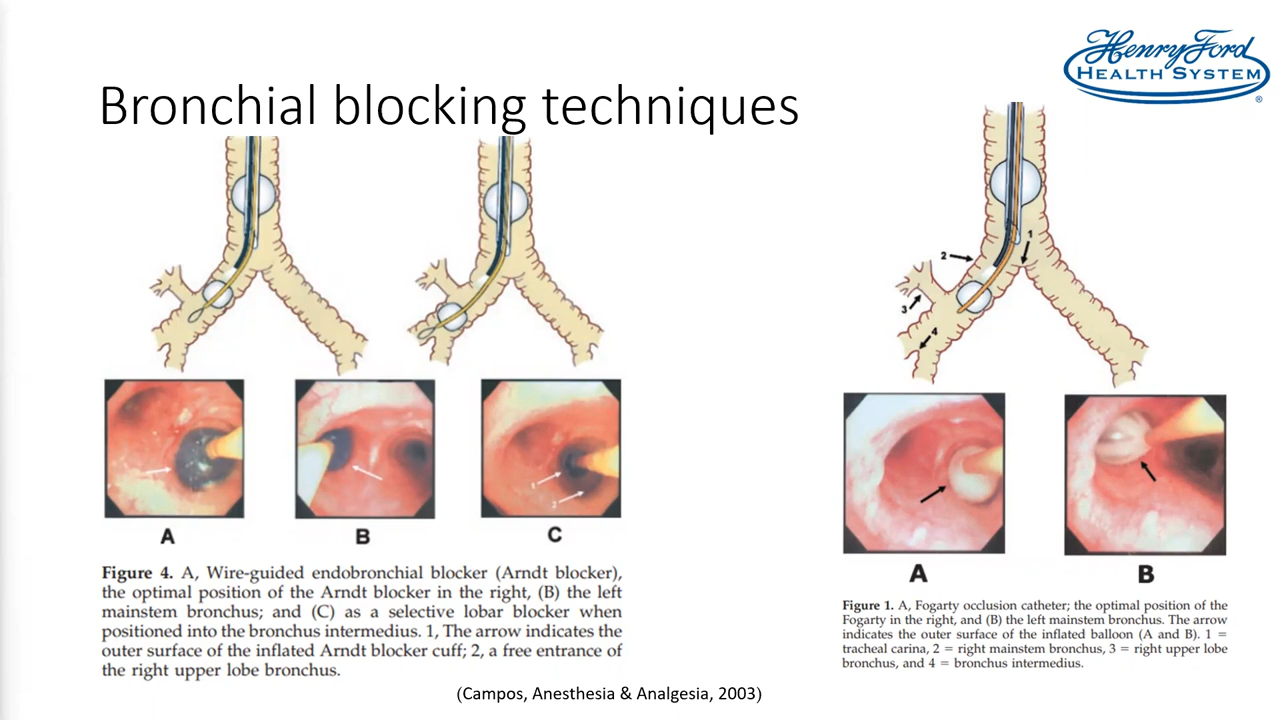 Henry Ford
HEALTH SYSTEM
®
Bronchial blocking techniques
1
2
3
4
1
2
A
B
C
Figure 4. A, Wire-guided endobronchial blocker (Arndt blocker),
the optimal position of the Arndt blocker in the right, (B) the left
mainstem bronchus; and (C) as a selective lobar blocker when
positioned into the bronchus intermedius. 1, The arrow indicates the
outer surface of the inflated Arndt blocker cuff; 2, a free entrance of
the right upper lobe bronchus.
A
B
Figure 1. A, Fogarty occlusion catheter; the optimal position of the
Fogarty in the right, and (B) the left mainstem bronchus. The arrow
indicates the outer surface of the inflated balloon (A and B). 1 =
tracheal carina, 2 = right mainstem bronchus, 3 = right upper lobe
bronchus, and 4 = bronchus intermedius.
(Campos, Anesthesia & Analgesia, 2003)